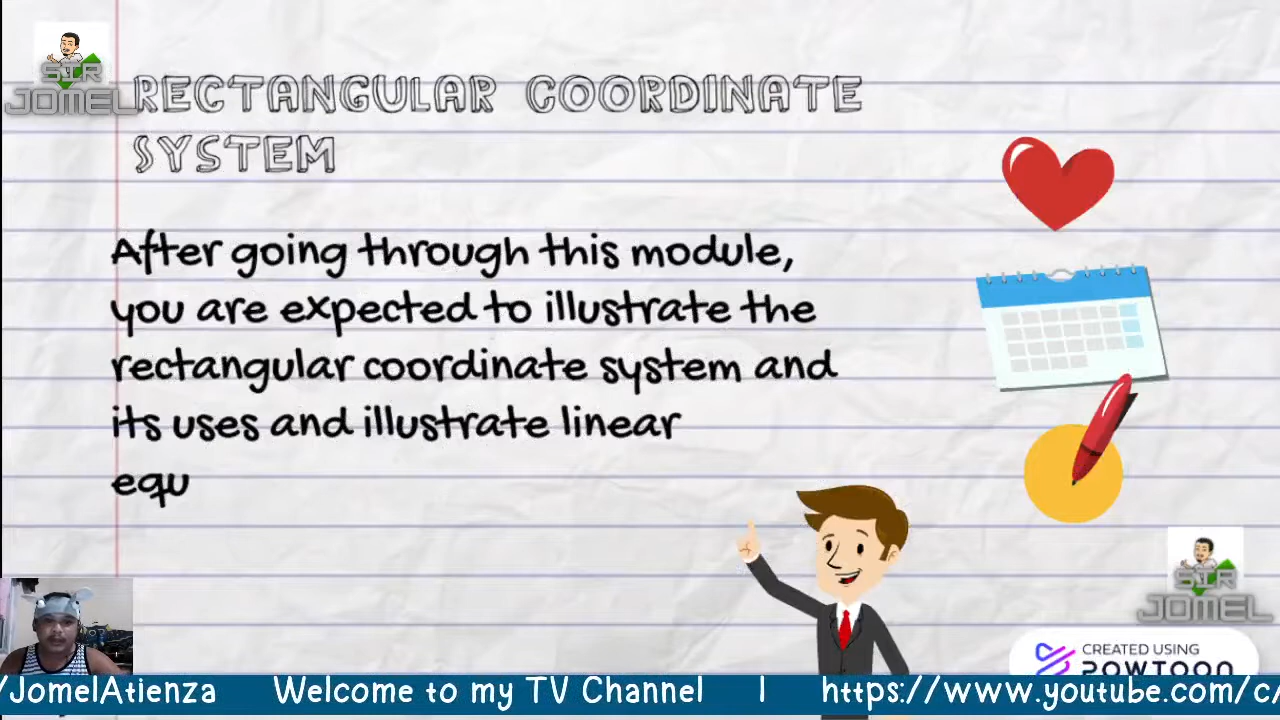 SIR
JOMEL
RECTANGULAR COORDINATE
SYSTEM
After going through this module,
you are expected to illustrate the
rectangular coordinate system and
its uses and illustrate linear
equ
SIR
JOMEL
CREATED USING
POWTOON
/JomelAtienza Welcome to my TV Channel | https://www.youtube.com/c/